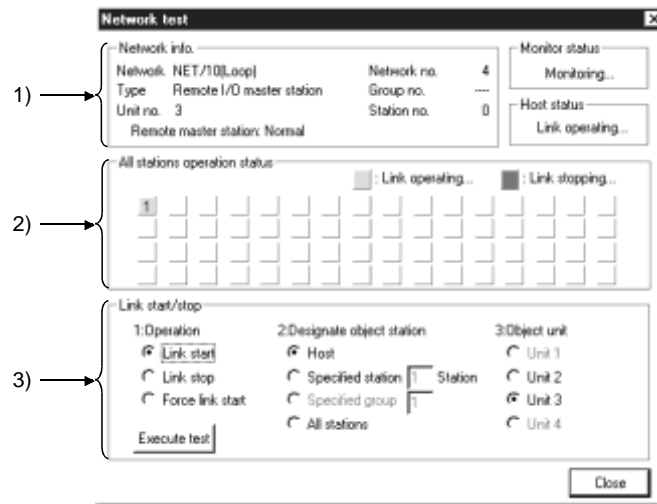 Network test
Network info.
Network NET/10(Loop) Network no. 4
Type Remote I/O master station Group no. ----
Unit no. 3 Station no. 0
Remote master station: Normal
Monitor status
Monitoring...
Host status
Link operating...
1)
All stations operation status
: Link operating... : Link stopping...
1
2)
Link start/stop
1:Operation 2:Designate object station 3:Object unit
Link start Host Unit 1
Link stop Specified station 1 Station Unit 2
Force link start Specified group 1 Unit 3
All stations Unit 4
Execute test
3)
Close